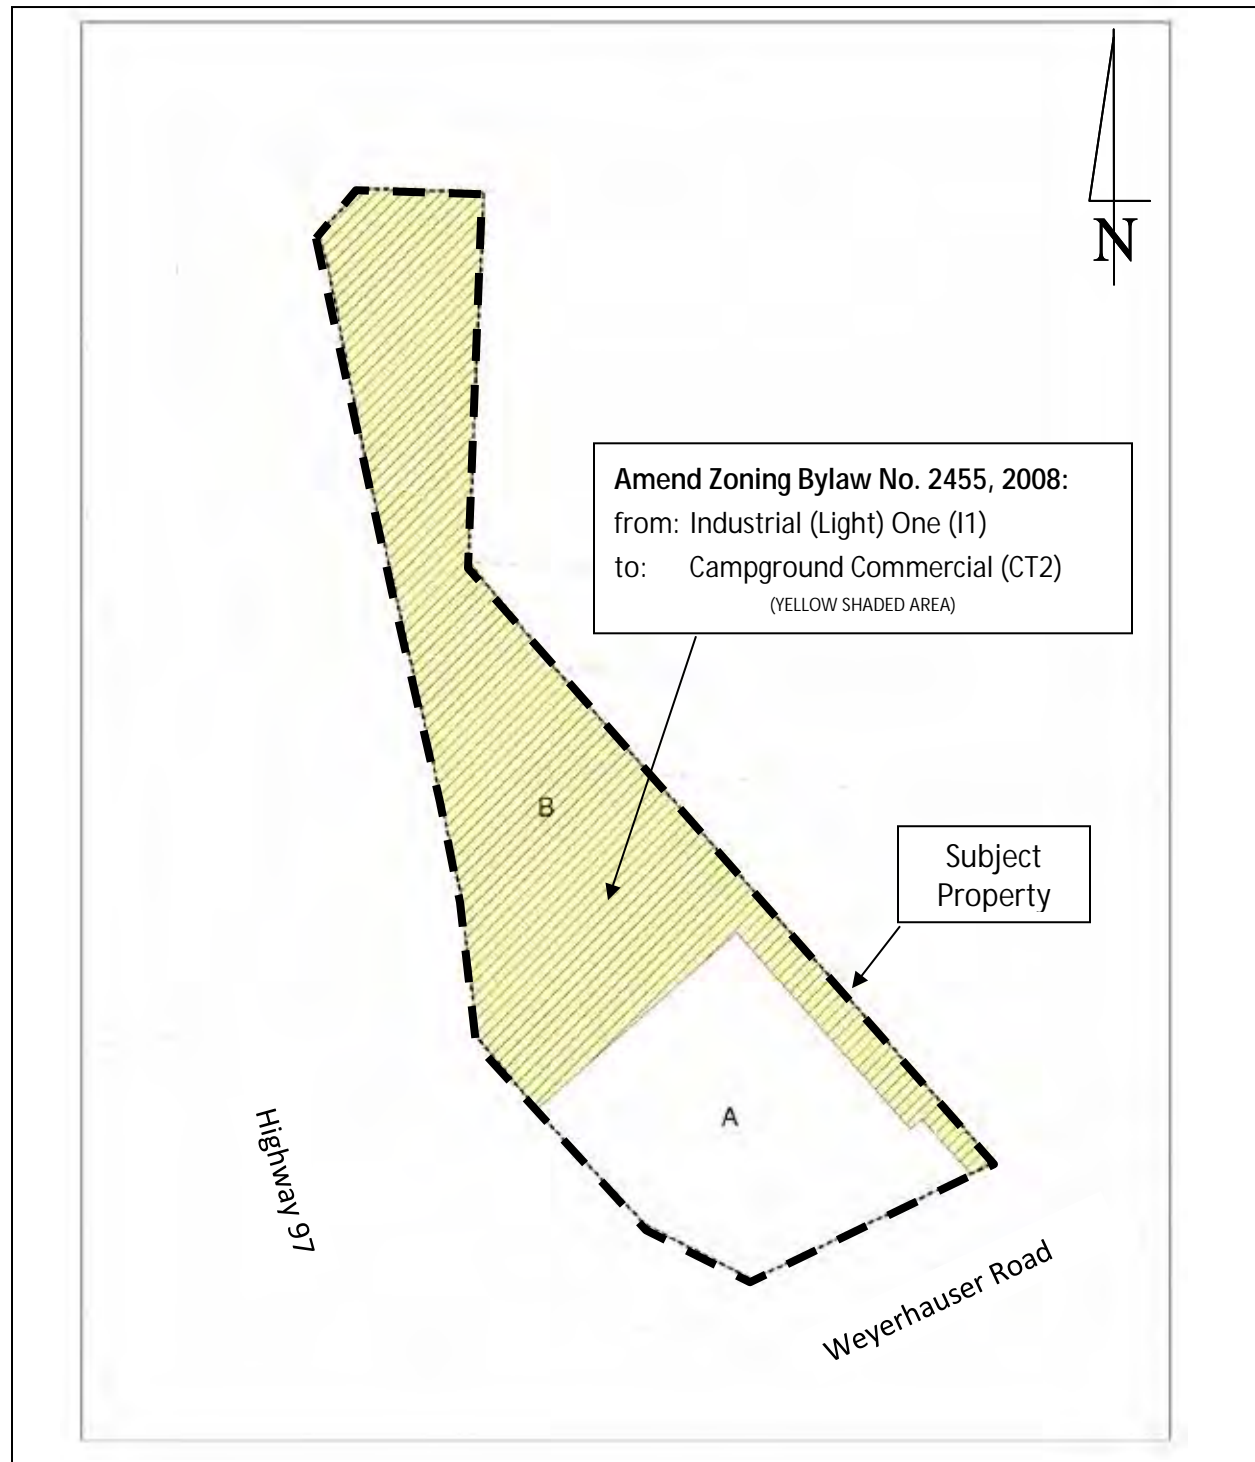 N
Amend Zoning Bylaw No. 2455, 2008:
from: Industrial (Light) One (I1)
to: Campground Commercial (CT2)
(YELLOW SHADED AREA)
B
Subject
Property
A
Highway 97
Weyerhauser Road